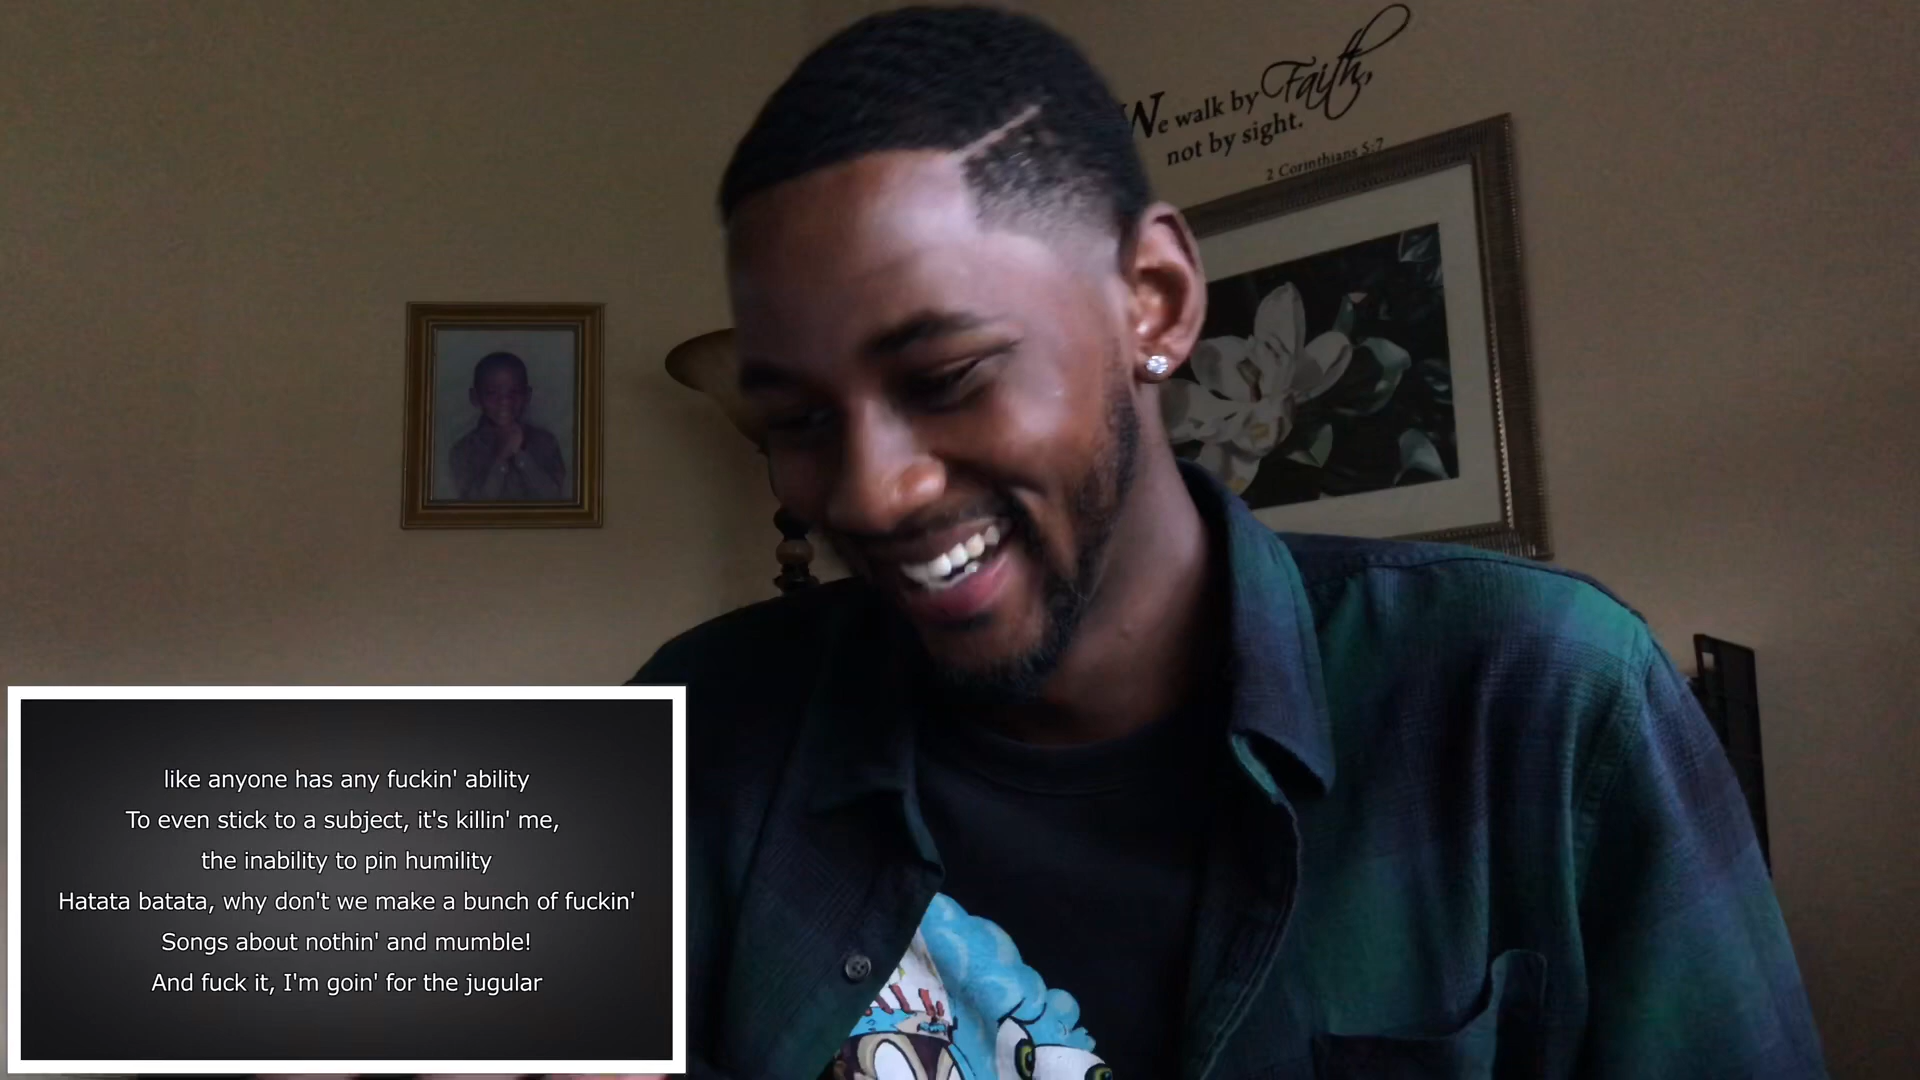 We walk by Faith,
not by sight.
2 Corinthians 5:7
like anyone has any fuckin' ability
To even stick to a subject, it's killin' me,
the inability to pin humility
Hatata batata, why don't we make a bunch of fuckin'
Songs about nothin' and mumble!
And fuck it, I'm goin' for the jugular